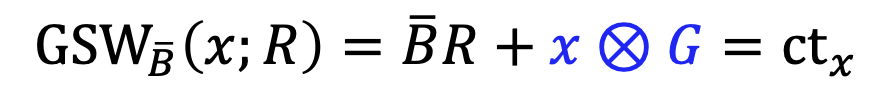 GSW_B̅(x; R) = B̅R + x ⊗ G = ct_x